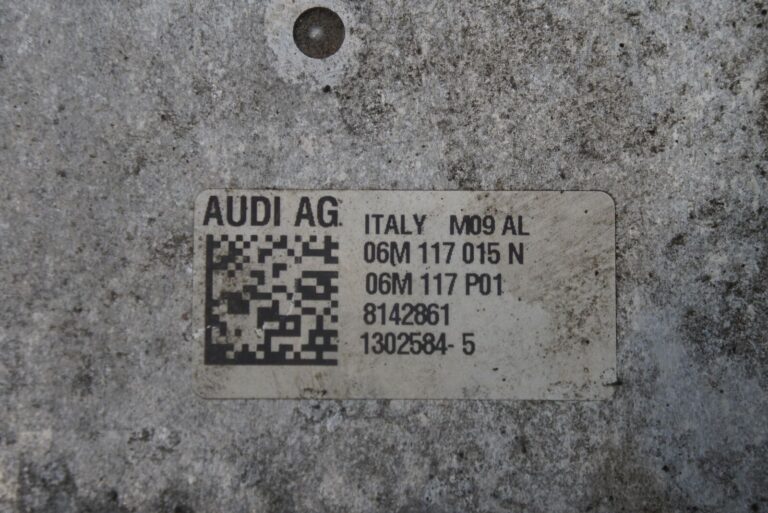 AUDI AG
ITALY M09 AL
06M 117 015 N
06M 117 P01
8142861
1302584-5